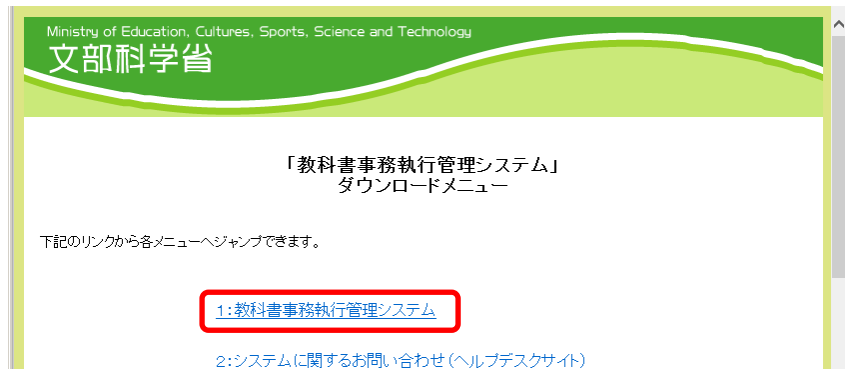 Ministry of Education, Cultures, Sports, Science and Technology
文部科学省
「教科書事務執行管理システム」
ダウンロードメニュー
下記のリンクから各メニューへジャンプできます。
1:教科書事務執行管理システム
2:システムに関するお問い合わせ(ヘルプデスクサイト)